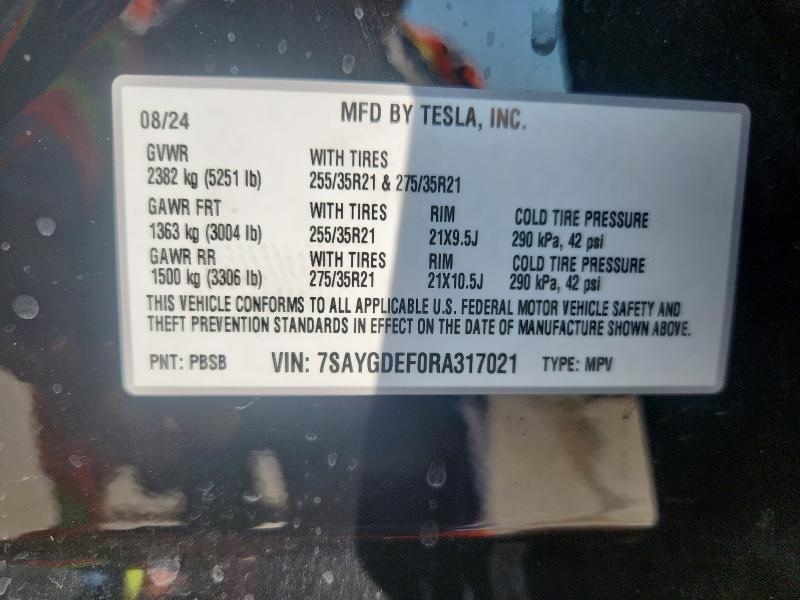 08/24 MFD BY TESLA, INC.
GVWR WITH TIRES
2382 kg (5251 lb) 255/35R21 & 275/35R21
GAWR FRT WITH TIRES RIM COLD TIRE PRESSURE
1363 kg (3004 lb) 255/35R21 21X9.5J 290 kPa, 42 psi
GAWR RR WITH TIRES RIM COLD TIRE PRESSURE
1500 kg (3306 lb) 275/35R21 21X10.5J 290 kPa, 42 psi
THIS VEHICLE CONFORMS TO ALL APPLICABLE U.S. FEDERAL MOTOR VEHICLE SAFETY AND
THEFT PREVENTION STANDARDS IN EFFECT ON THE DATE OF MANUFACTURE SHOWN ABOVE.
PNT: PBSB VIN: 7SAYGDEF0RA317021 TYPE: MPV